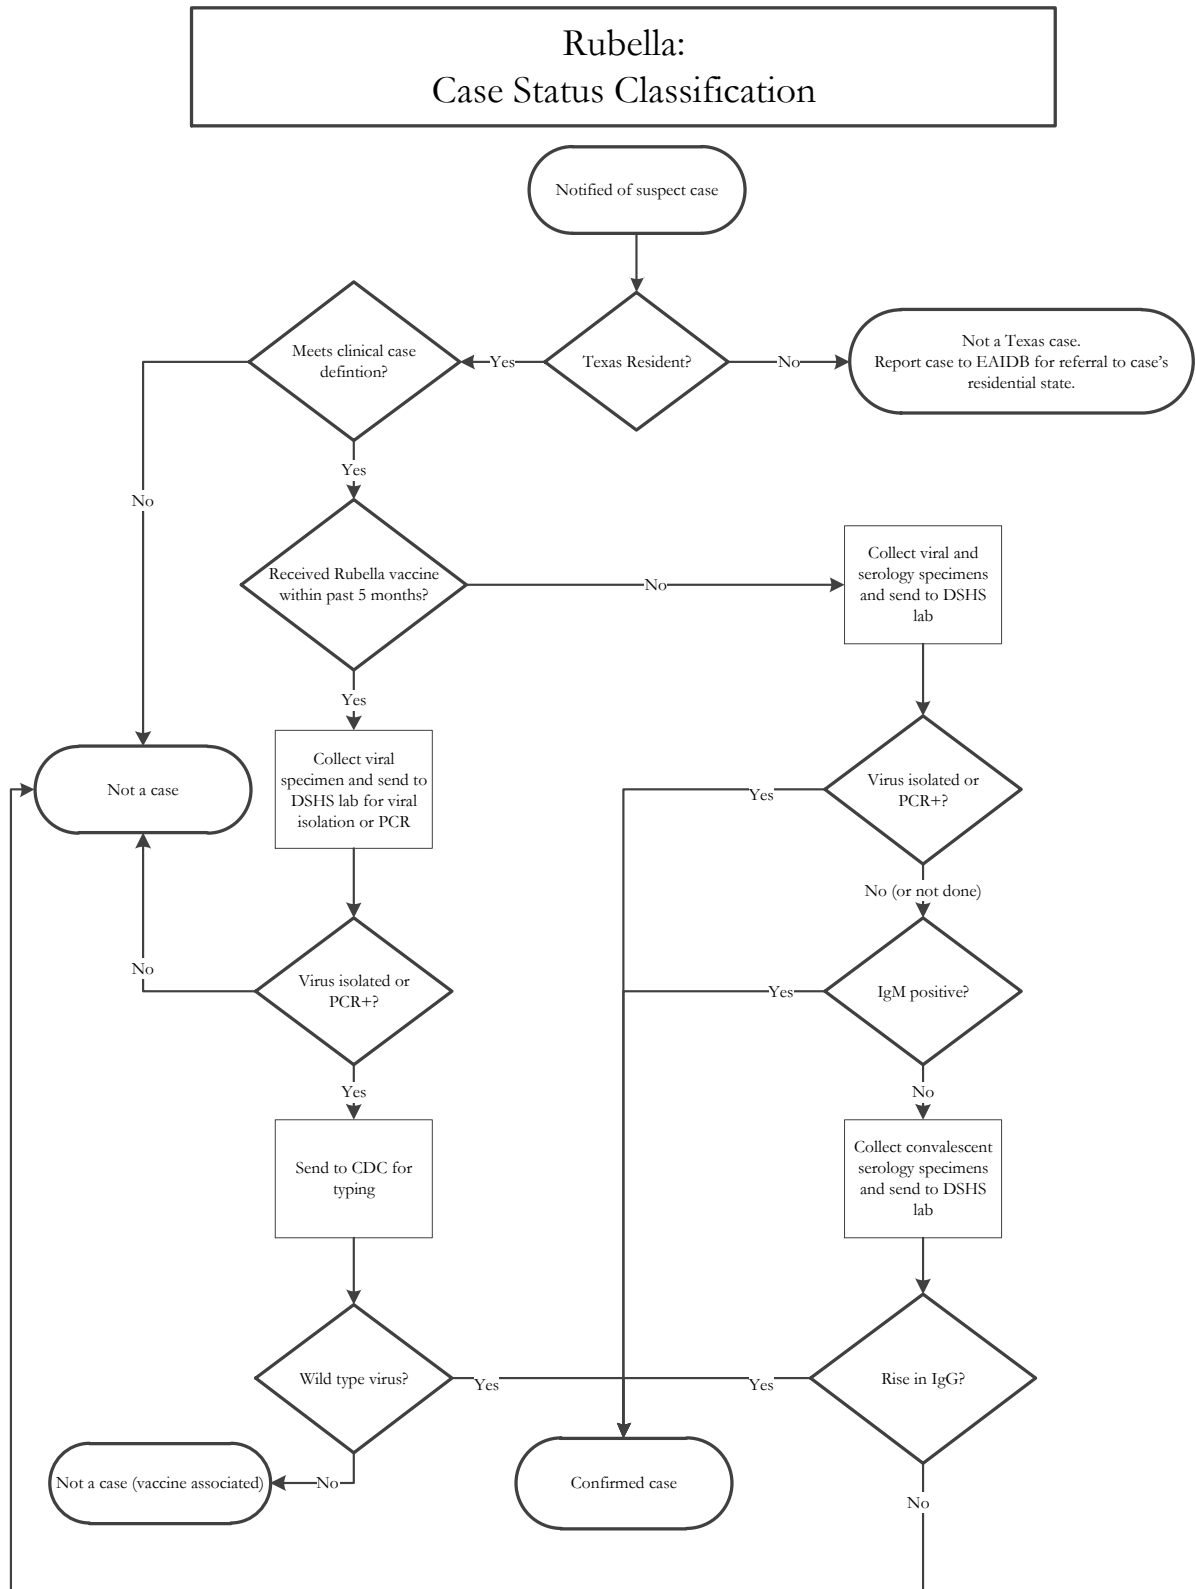 Rubella:
Case Status Classification
Notified of suspect case
Meets clinical case
defintion?
Yes
Texas Resident?
No
Not a Texas case.
Report case to EAIDB for referral to case's
residential state.
Yes
No
Received Rubella vaccine
within past 5 months?
No
Collect viral and
serology specimens
and send to DSHS
lab
Yes
Not a case
Collect viral
specimen and send to
DSHS lab for viral
isolation or PCR
Yes
Virus isolated or
PCR+?
No (or not done)
No
Virus isolated or
PCR+?
Yes
IgM positive?
Yes
No
Send to CDC for
typing
Collect convalescent
serology specimens
and send to DSHS
lab
Wild type virus?
Yes
Yes
Rise in IgG?
Not a case (vaccine associated)
No
Confirmed case
No